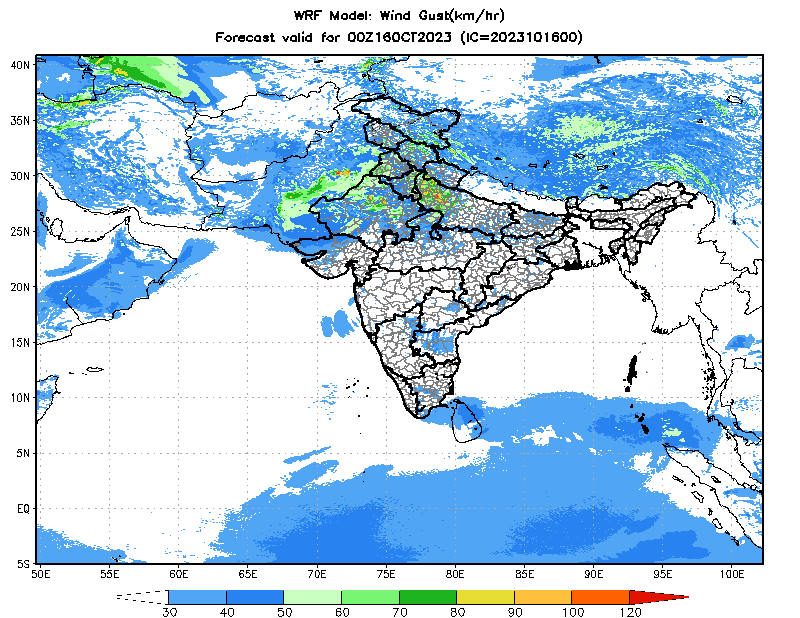 WRF Model: Wind Gust(km/hr)
Forecast valid for 00Z16OCT2023 (IC=2023101600)
40N
35N
30N
25N
20N
15N
10N
5N
EQ
5S
50E 55E 60E 65E 70E 75E 80E 85E 90E 95E 100E
30 40 50 60 70 80 90 100 120